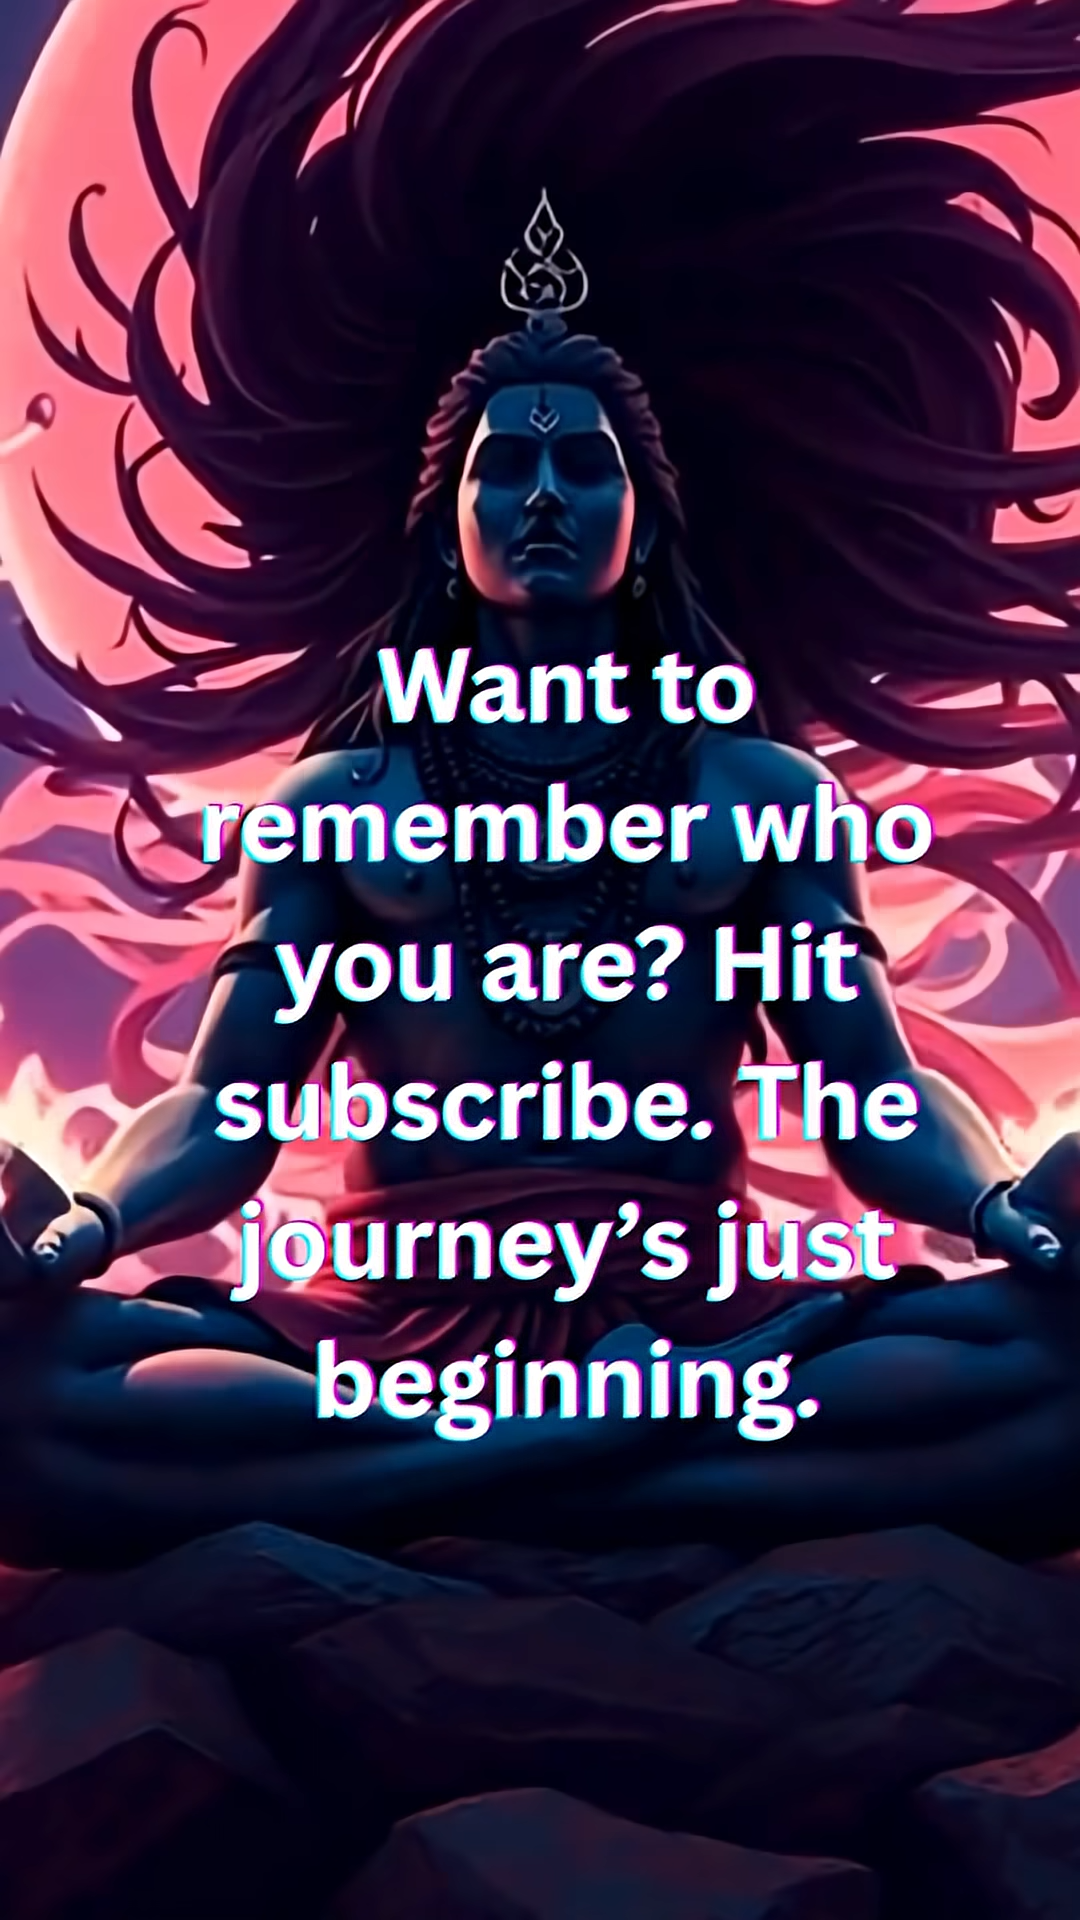 Want to
remember who
you are? Hit
subscribe. The
journey’s just
beginning.